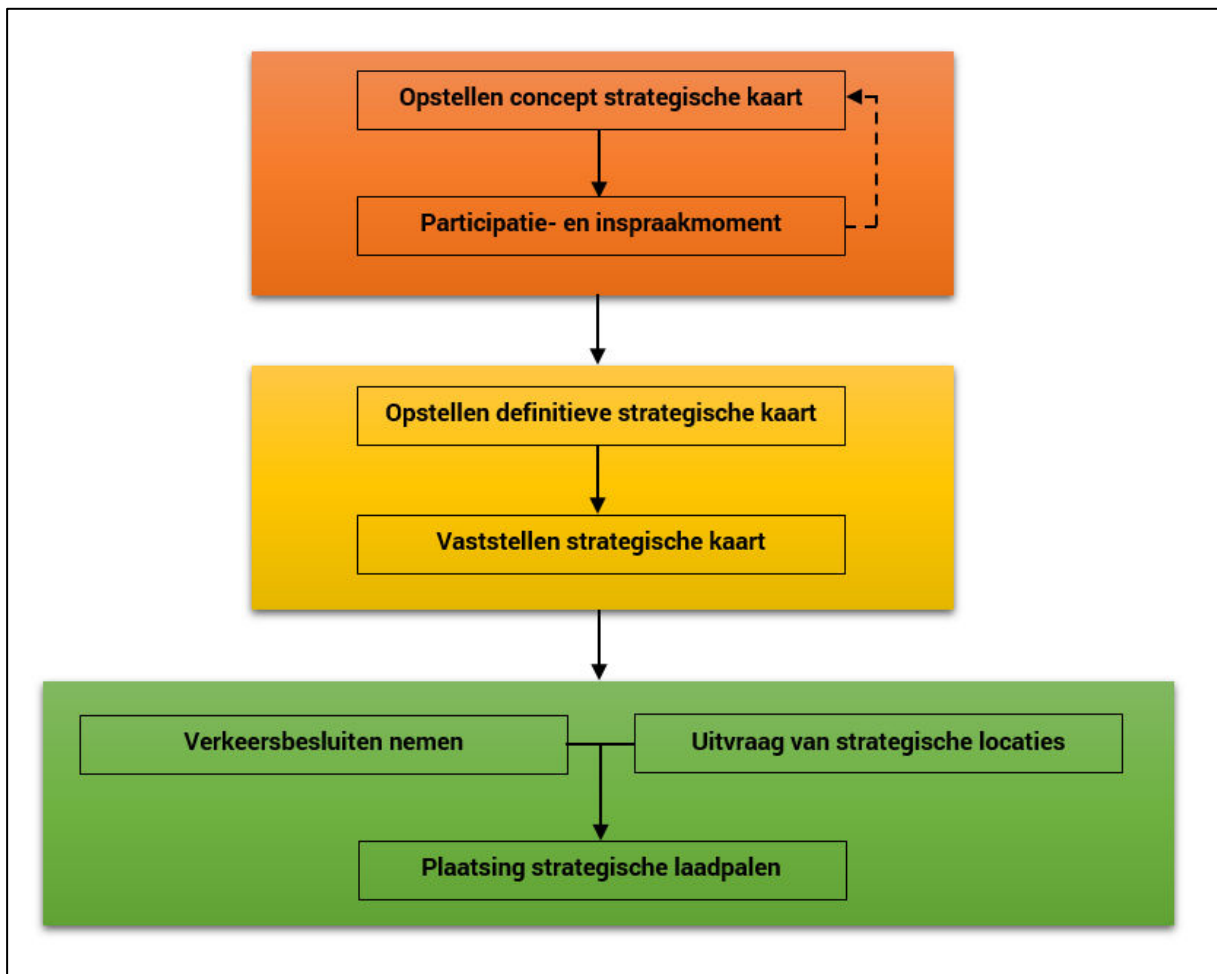 Opstellen concept strategische kaart
Participatie- en inspraakmoment
Opstellen definitieve strategische kaart
Vaststellen strategische kaart
Verkeersbesluiten nemen
Uitvraag van strategische locaties
Plaatsing strategische laadpalen